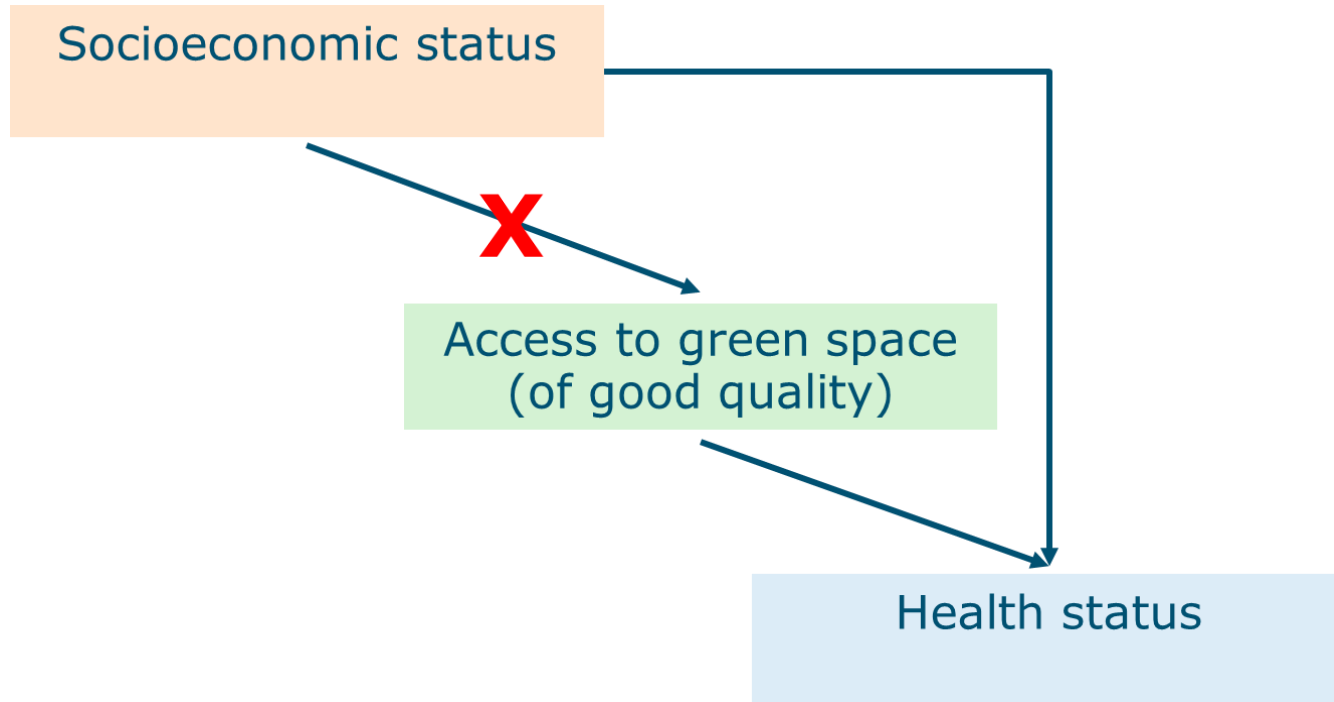 Socioeconomic status
X
Access to green space
(of good quality)
Health status